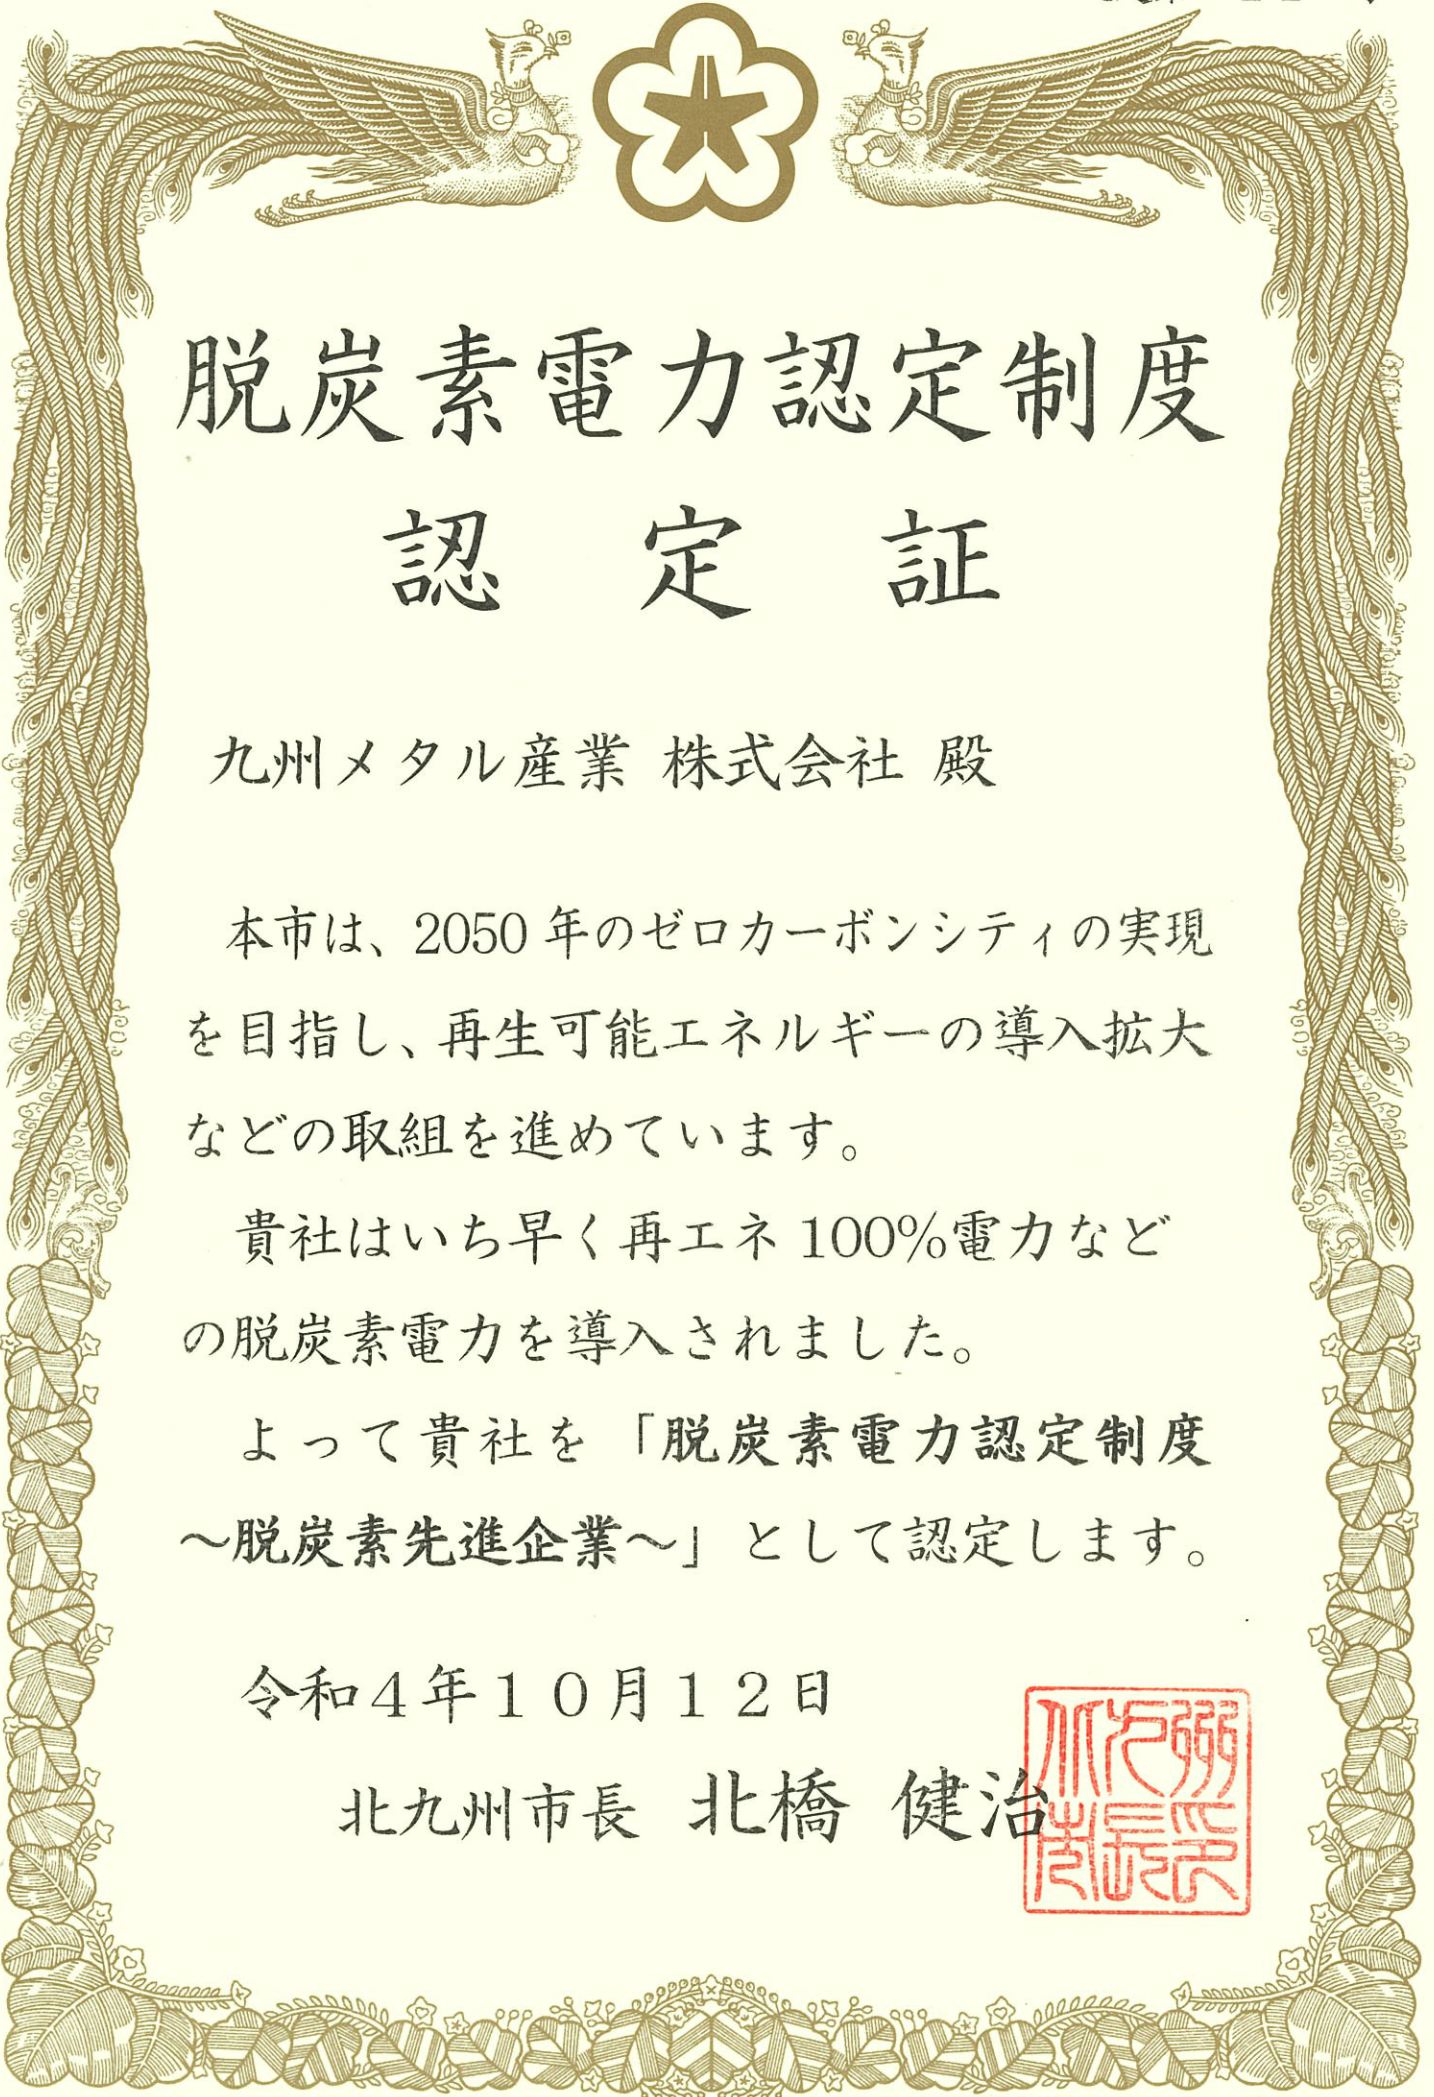 脱炭素電力認定制度
認定証
九州メタル産業 株式会社 殿
本市は、2050年のゼロカーボンシティの実現
を目指し、再生可能エネルギーの導入拡大
などの取組を進めています。
貴社はいち早く再エネ100%電力など
の脱炭素電力を導入されました。
よって貴社を「脱炭素電力認定制度
～脱炭素先進企業～」として認定します。
令和4年10月12日
北九州市長 北橋 健治